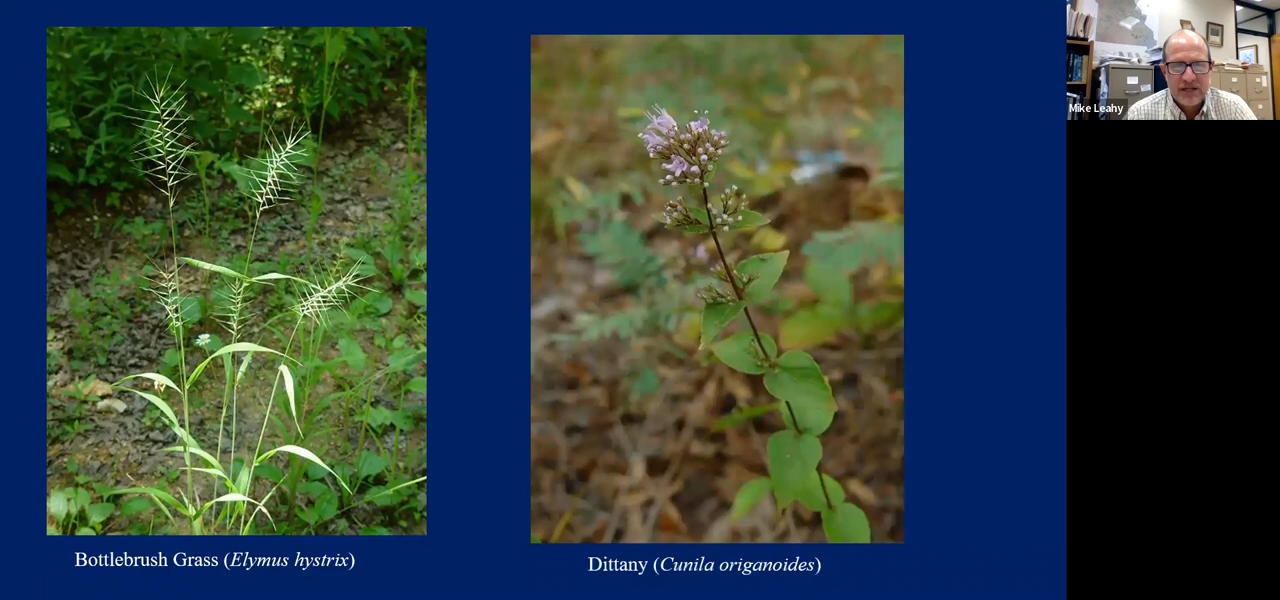 Mike Leahy
Bottlebrush Grass (Elymus hystrix)
Dittany (Cunila origanoides)